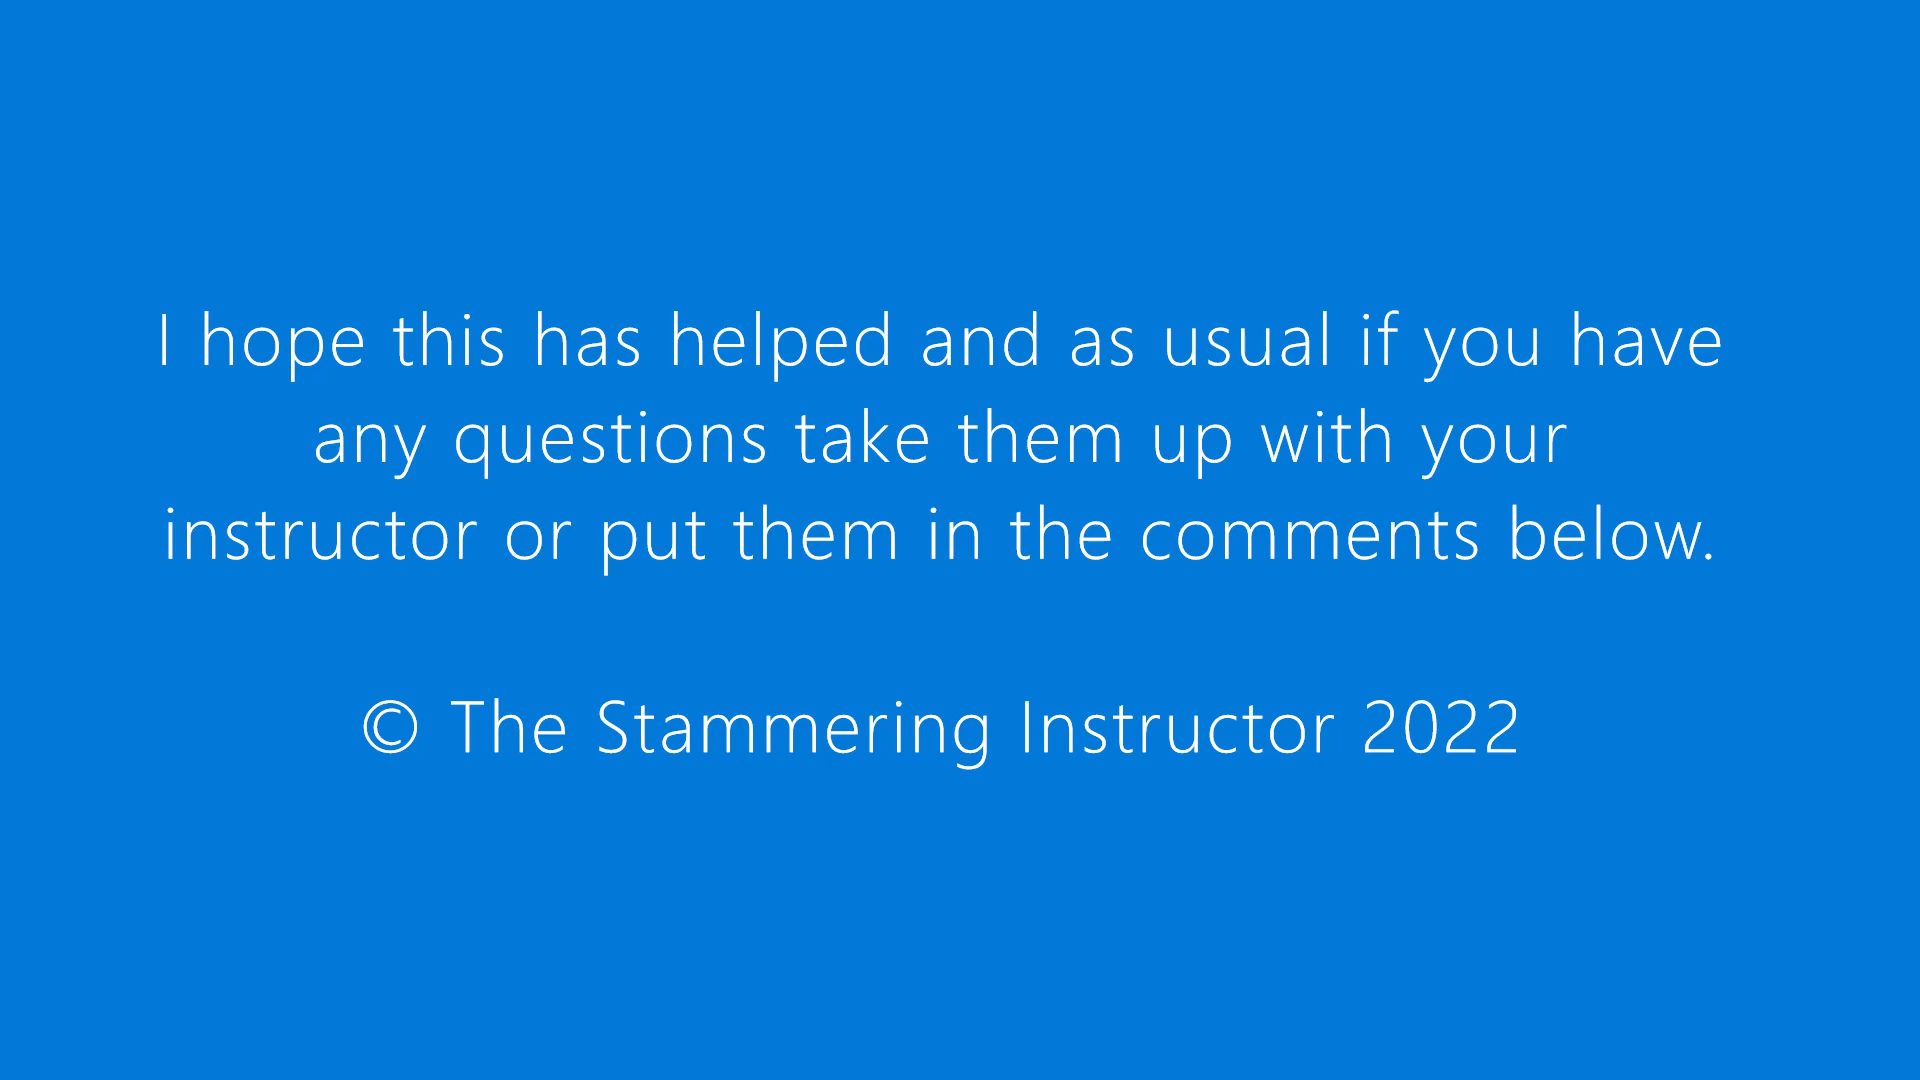 I hope this has helped and as usual if you have
any questions take them up with your
instructor or put them in the comments below.
© The Stammering Instructor 2022